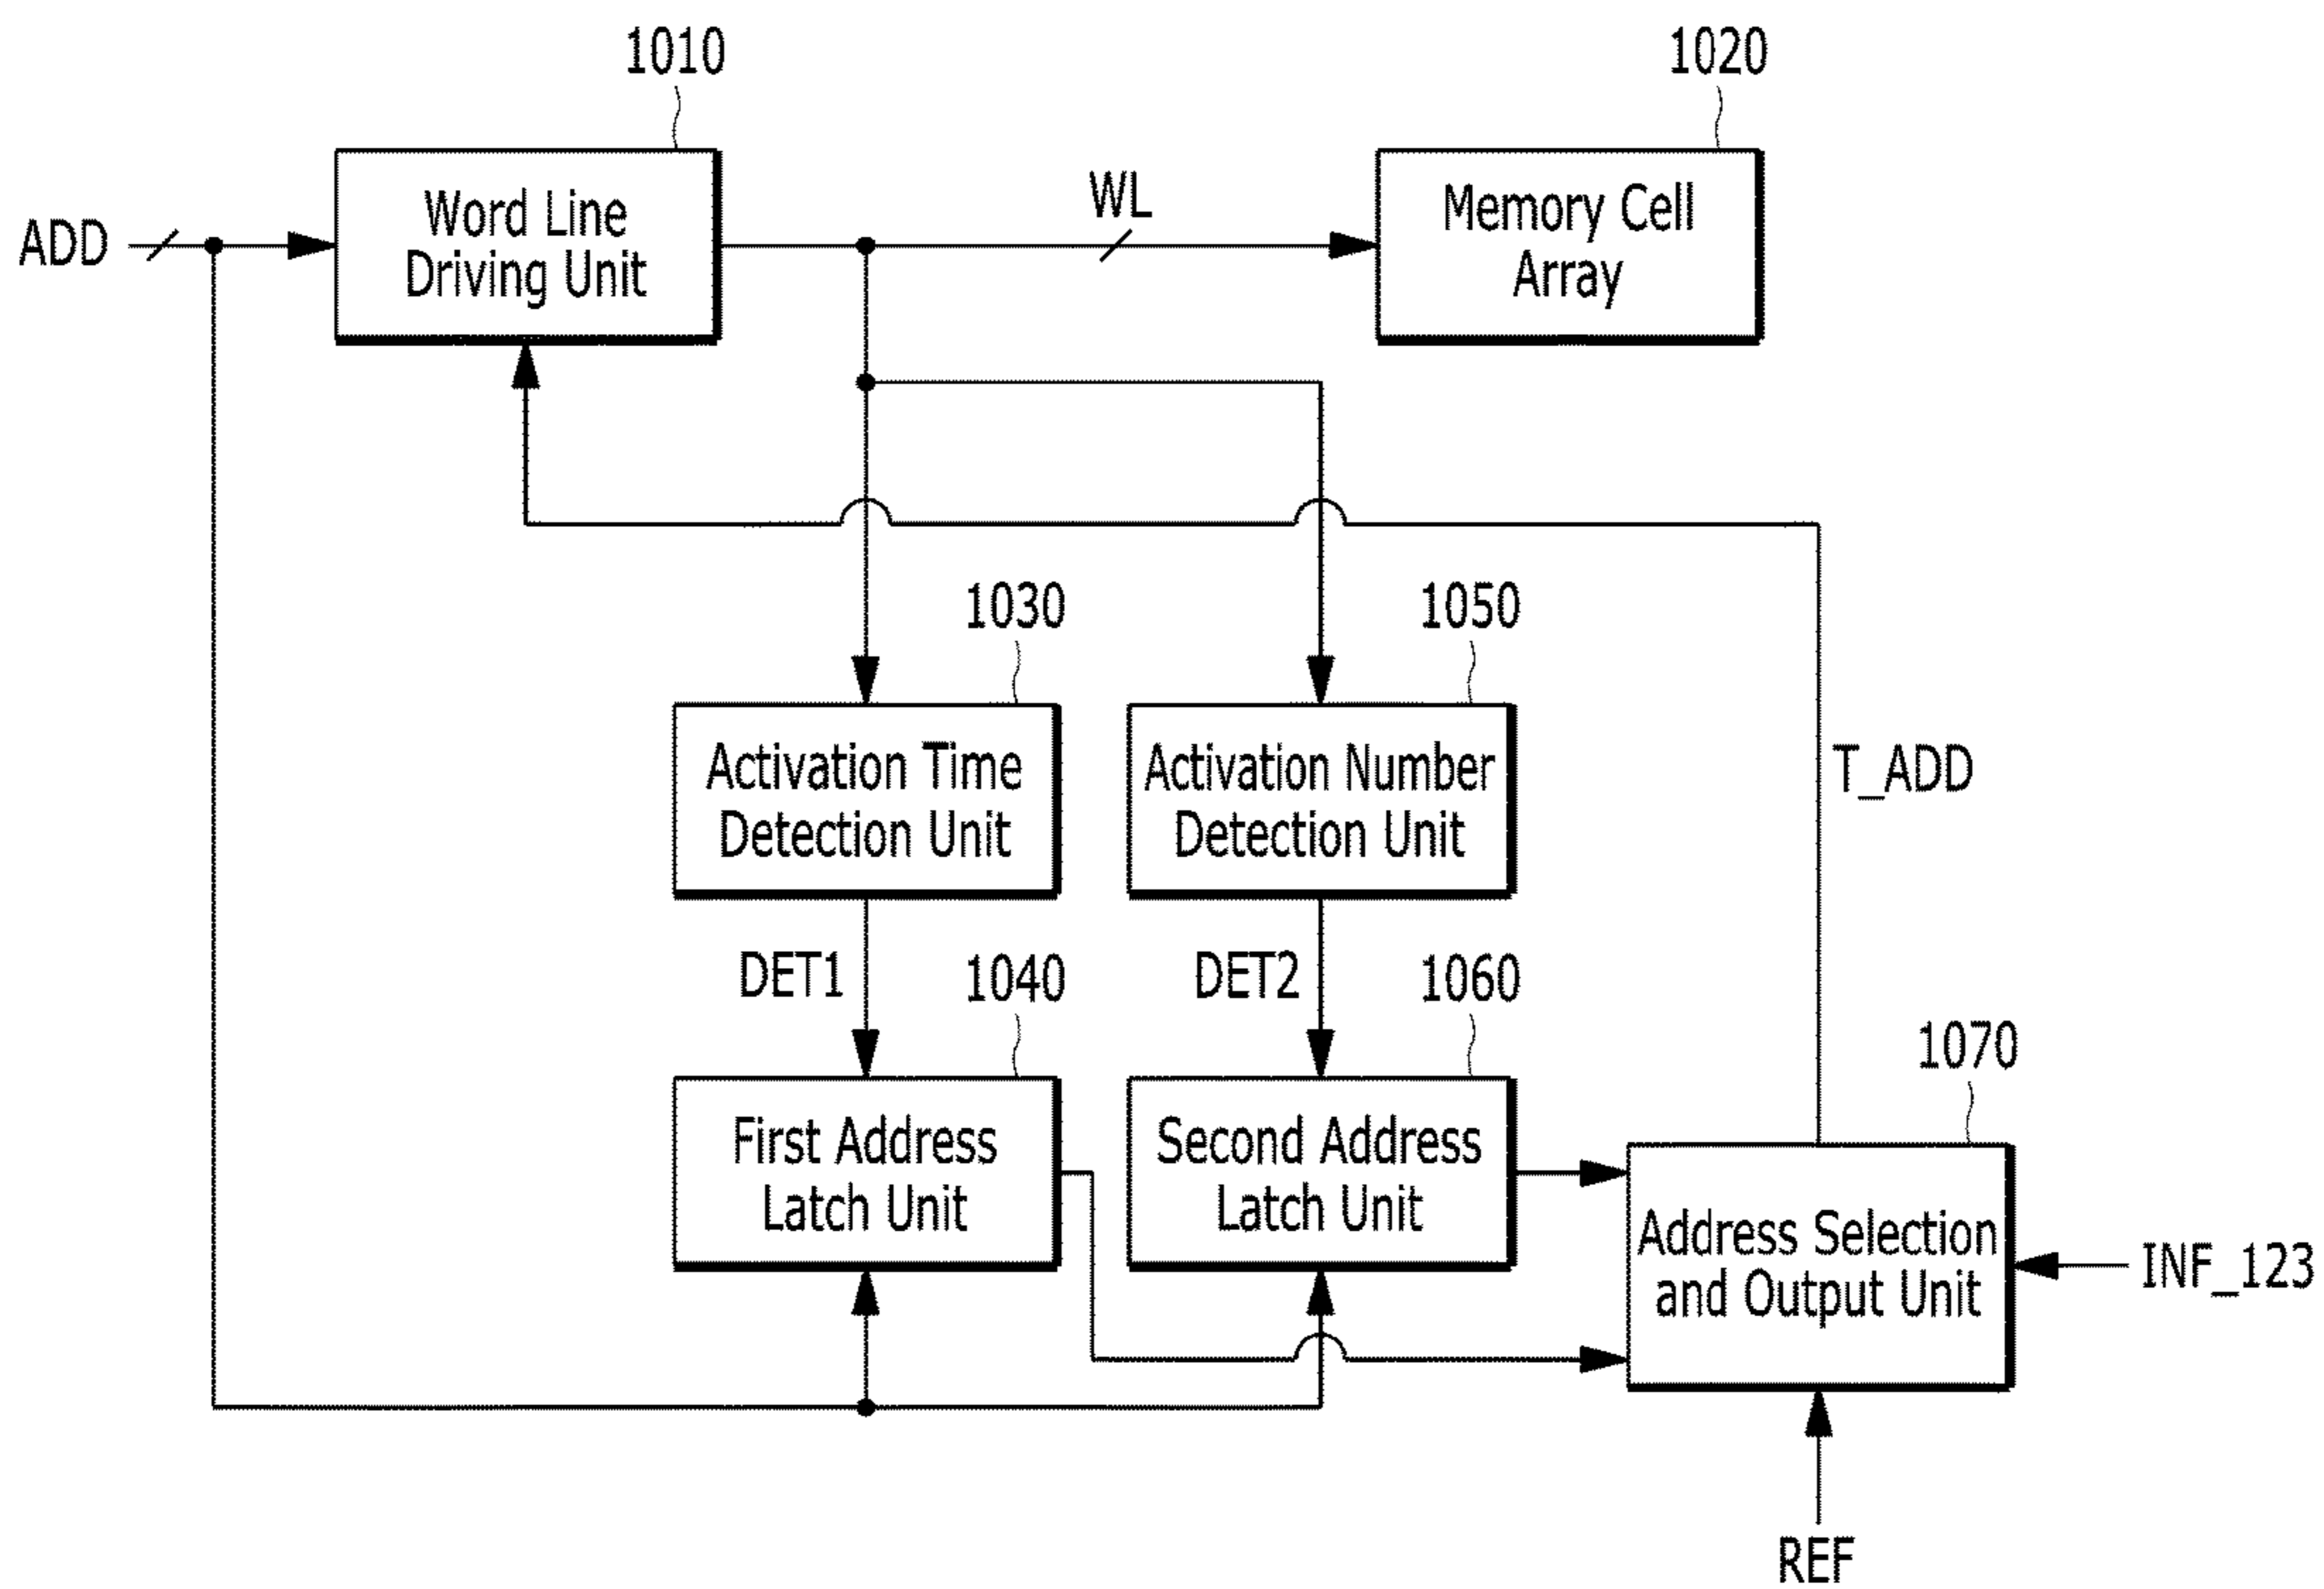 1010
1020
ADD
Word Line
Driving Unit
WL
Memory Cell
Array
1030
1050
Activation Time
Detection Unit
Activation Number
Detection Unit
T_ADD
DET1
1040
DET2
1060
1070
First Address
Latch Unit
Second Address
Latch Unit
Address Selection
and Output Unit
INF_123
REF